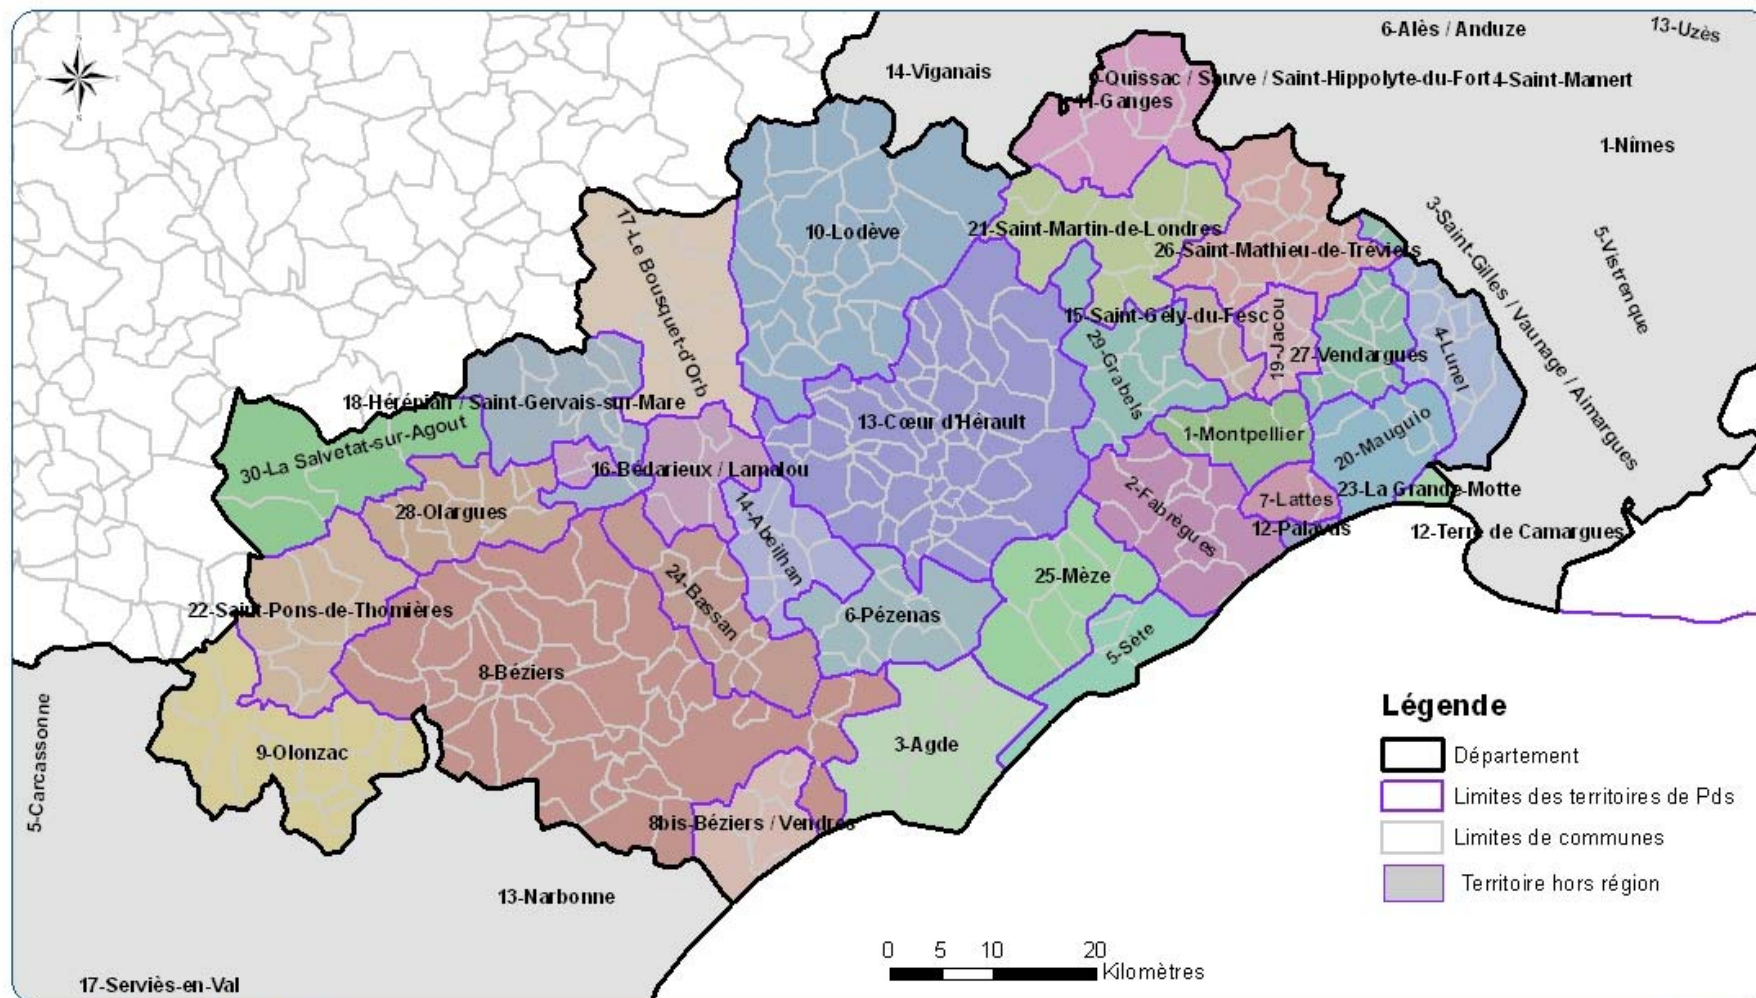 6-Alès / Anduze
13-Uzès
14-Viganais
-Quissac / Sauve / Saint-Hippolyte-du-Fort
4-Saint-Mamert
11-Ganges
1-Nîmes
3-Saint-Gilles / Vaunage / Aimargues
5-Vistrenque
17-Le Bousquet-d'Orb
10-Lodève
21-Saint-Martin-de-Londres
26-Saint-Mathieu-de-Tréviers
15-Saint-Gély-du-Fesc
29-Grabels
19-Jacou
27-Vendargues
4-Lunel
18-Hérépian / Saint-Gervais-sur-Mare
30-La Salvetat-sur-Agout
13-Cœur d'Hérault
1-Montpellier
20-Mauguio
16-Bédarieux / Lamalou
28-Olargues
14-Abeilhan
2-Fabrègues
7-Lattes
23-La Grande-Motte
12-Palavas
12-Terre de Camargues
25-Mèze
22-Saint-Pons-de-Thomières
24-Bassan
6-Pézenas
5-Sète
8-Béziers
5-Carcassonne
9-Olonzac
3-Agde
8bis-Béziers / Vendres
13-Narbonne
17-Serviès-en-Val
Légende
Département
Limites des territoires de Pds
Limites de communes
Territoire hors région
0 5 10 20
Kilomètres